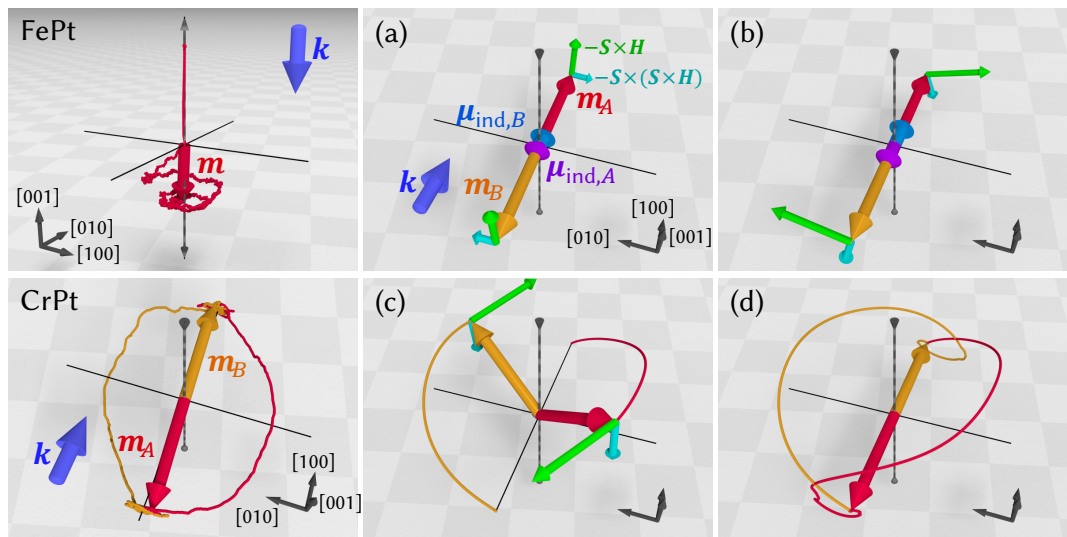 FePt
k
m
[001]
[010]
[100]
(a)
−S×H
−S×(S×H)
m_A
μ_ind,B
μ_ind,A
k
m_B
[100]
[010]
[001]
(b)
CrPt
m_B
m_A
k
[100]
[001]
[010]
(c)
(d)